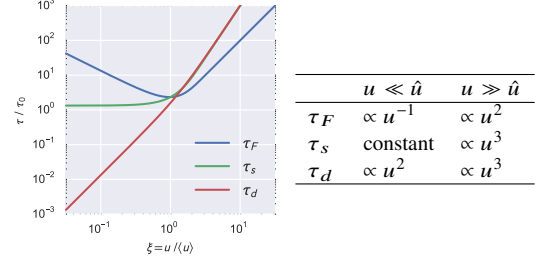 10³
10²
10¹
10⁰
10⁻¹
10⁻²
10⁻³
τ / τ₀
τ_F
τ_s
τ_d
10⁻¹ 10⁰ 10¹
ξ=u/⟨u⟩
u ≪ û u ≫ û
τ_F ∝ u⁻¹ ∝ u²
τ_s constant ∝ u³
τ_d ∝ u² ∝ u³